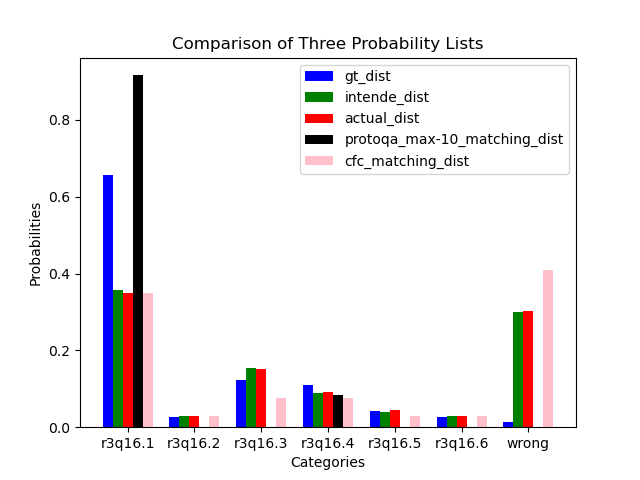 Comparison of Three Probability Lists
gt_dist
intende_dist
actual_dist
protoqa_max-10_matching_dist
cfc_matching_dist
Probabilities
0.8
0.6
0.4
0.2
0.0
r3q16.1 r3q16.2 r3q16.3 r3q16.4 r3q16.5 r3q16.6 wrong
Categories